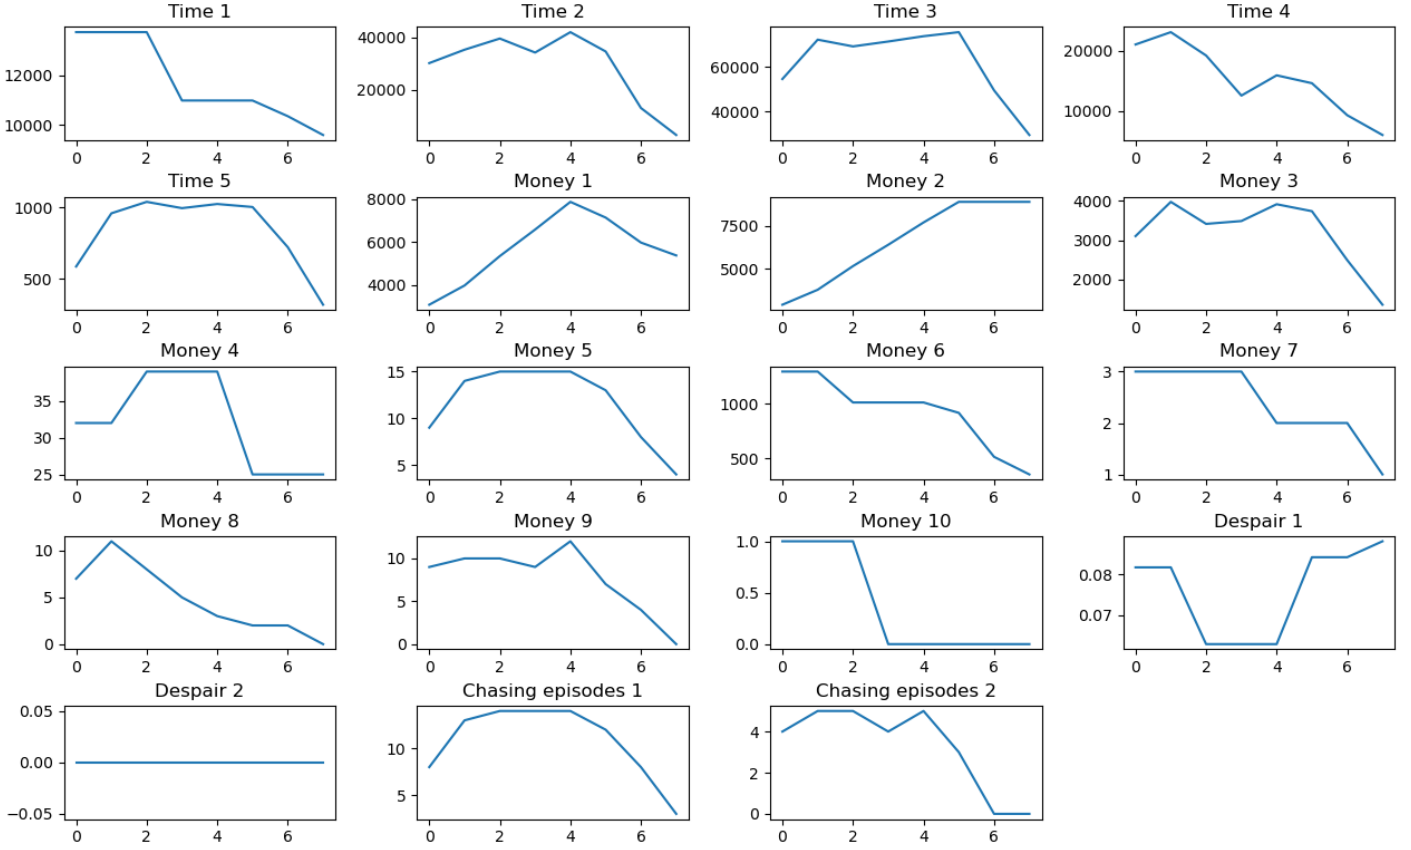 Time 1
12000
10000
0 2 4 6
Time 2
40000
20000
0 2 4 6
Time 3
60000
40000
0 2 4 6
Time 4
20000
10000
0 2 4 6
Time 5
1000
500
0 2 4 6
Money 1
8000
6000
4000
0 2 4 6
Money 2
7500
5000
0 2 4 6
Money 3
4000
3000
2000
0 2 4 6
Money 4
35
30
25
0 2 4 6
Money 5
15
10
5
0 2 4 6
Money 6
1000
500
0 2 4 6
Money 7
3
2
1
0 2 4 6
Money 8
10
5
0
0 2 4 6
Money 9
10
5
0
0 2 4 6
Money 10
1.0
0.5
0.0
0 2 4 6
Despair 1
0.08
0.07
0 2 4 6
Despair 2
0.05
0.00
−0.05
0 2 4 6
Chasing episodes 1
10
5
0 2 4 6
Chasing episodes 2
4
2
0
0 2 4 6